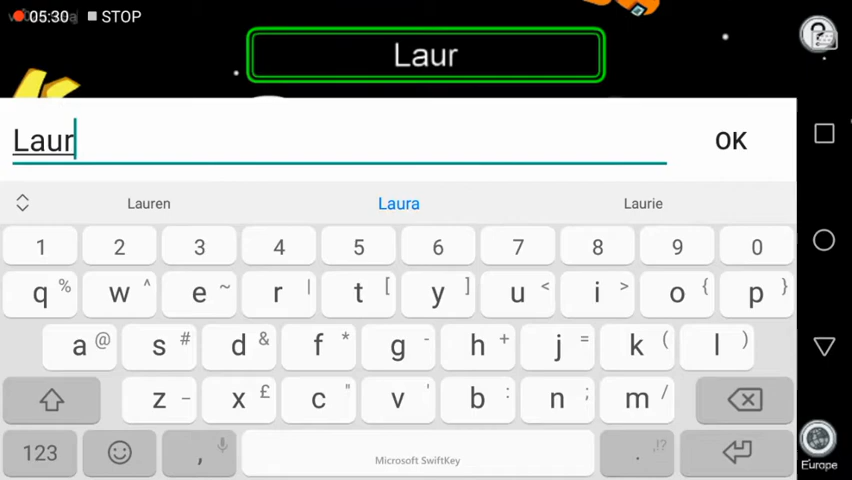 05:30 STOP
Laur
Laur
OK
Lauren Laura Laurie
1 2 3 4 5 6 7 8 9 0
q % w ^ e ~ r | t [ y ] u < i > o { p }
a @ s # d & f * g - h + j = k ( l )
z _ x £ c " v ' b : n ; m /
123 , Microsoft SwiftKey . ,!?
Europe